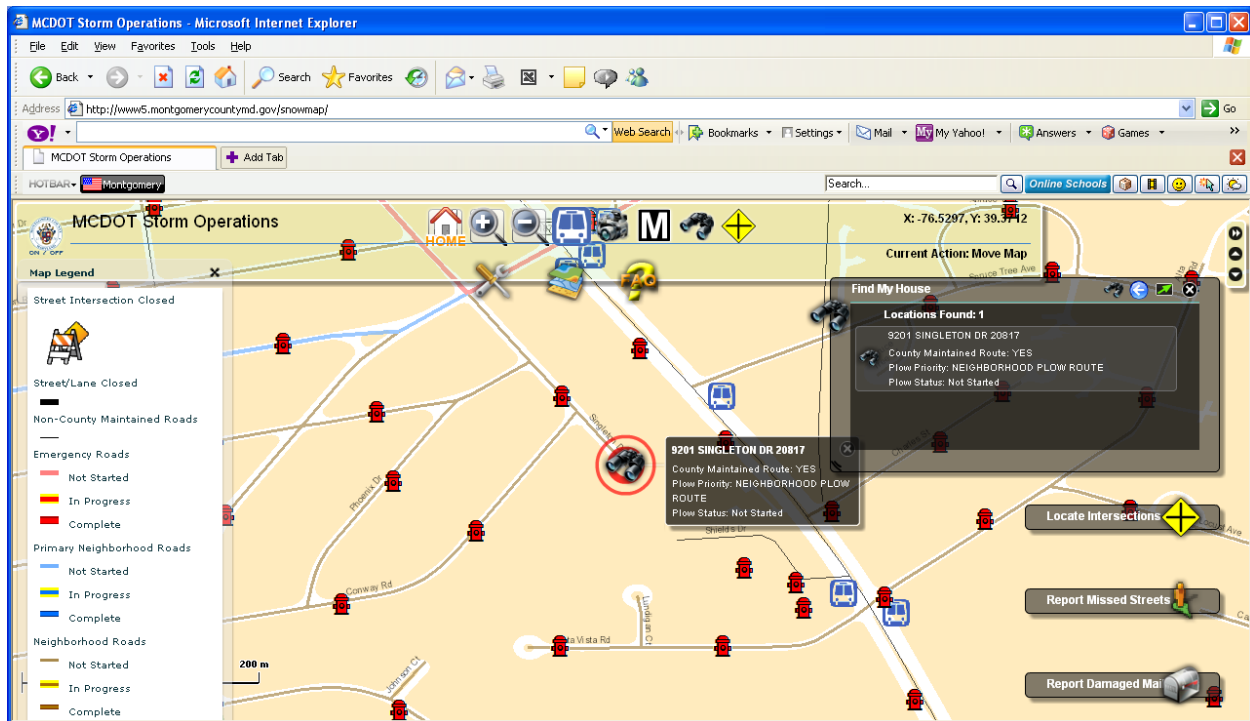 MCDOT Storm Operations - Microsoft Internet Explorer
File Edit View Favorites Tools Help
Back Search Favorites
Address http://www5.montgomerycountymd.gov/snowmap/ Go
Y! Web Search Bookmarks Settings Mail My Yahoo! Answers Games
MCDOT Storm Operations Add Tab
HOTBAR Montgomery Search... Online Schools
MCDOT Storm Operations
ON / OFF
HOME
M
FAQ
X: -76.5297, Y: 39.3712
Current Action: Move Map
Spruce Tree Ave
Map Legend
Street Intersection Closed
Street/Lane Closed
Non-County Maintained Roads
Emergency Roads
Not Started
In Progress
Complete
Primary Neighborhood Roads
Not Started
In Progress
Complete
Neighborhood Roads
Not Started
In Progress
Complete
200 m
Find My House
Locations Found: 1
9201 SINGLETON DR 20817
County Maintained Route: YES
Plow Priority: NEIGHBORHOOD PLOW ROUTE
Plow Status: Not Started
Singleton Dr
9201 SINGLETON DR 20817
County Maintained Route: YES
Plow Priority: NEIGHBORHOOD PLOW
ROUTE
Plow Status: Not Started
Charles St
Phoenix Dr
Shields Dr
Conway Rd
Lundigan Ct
ta Vista Rd
Johnson Ct
Locust Ave
Locate Intersections
Report Missed Streets
Report Damaged Mai